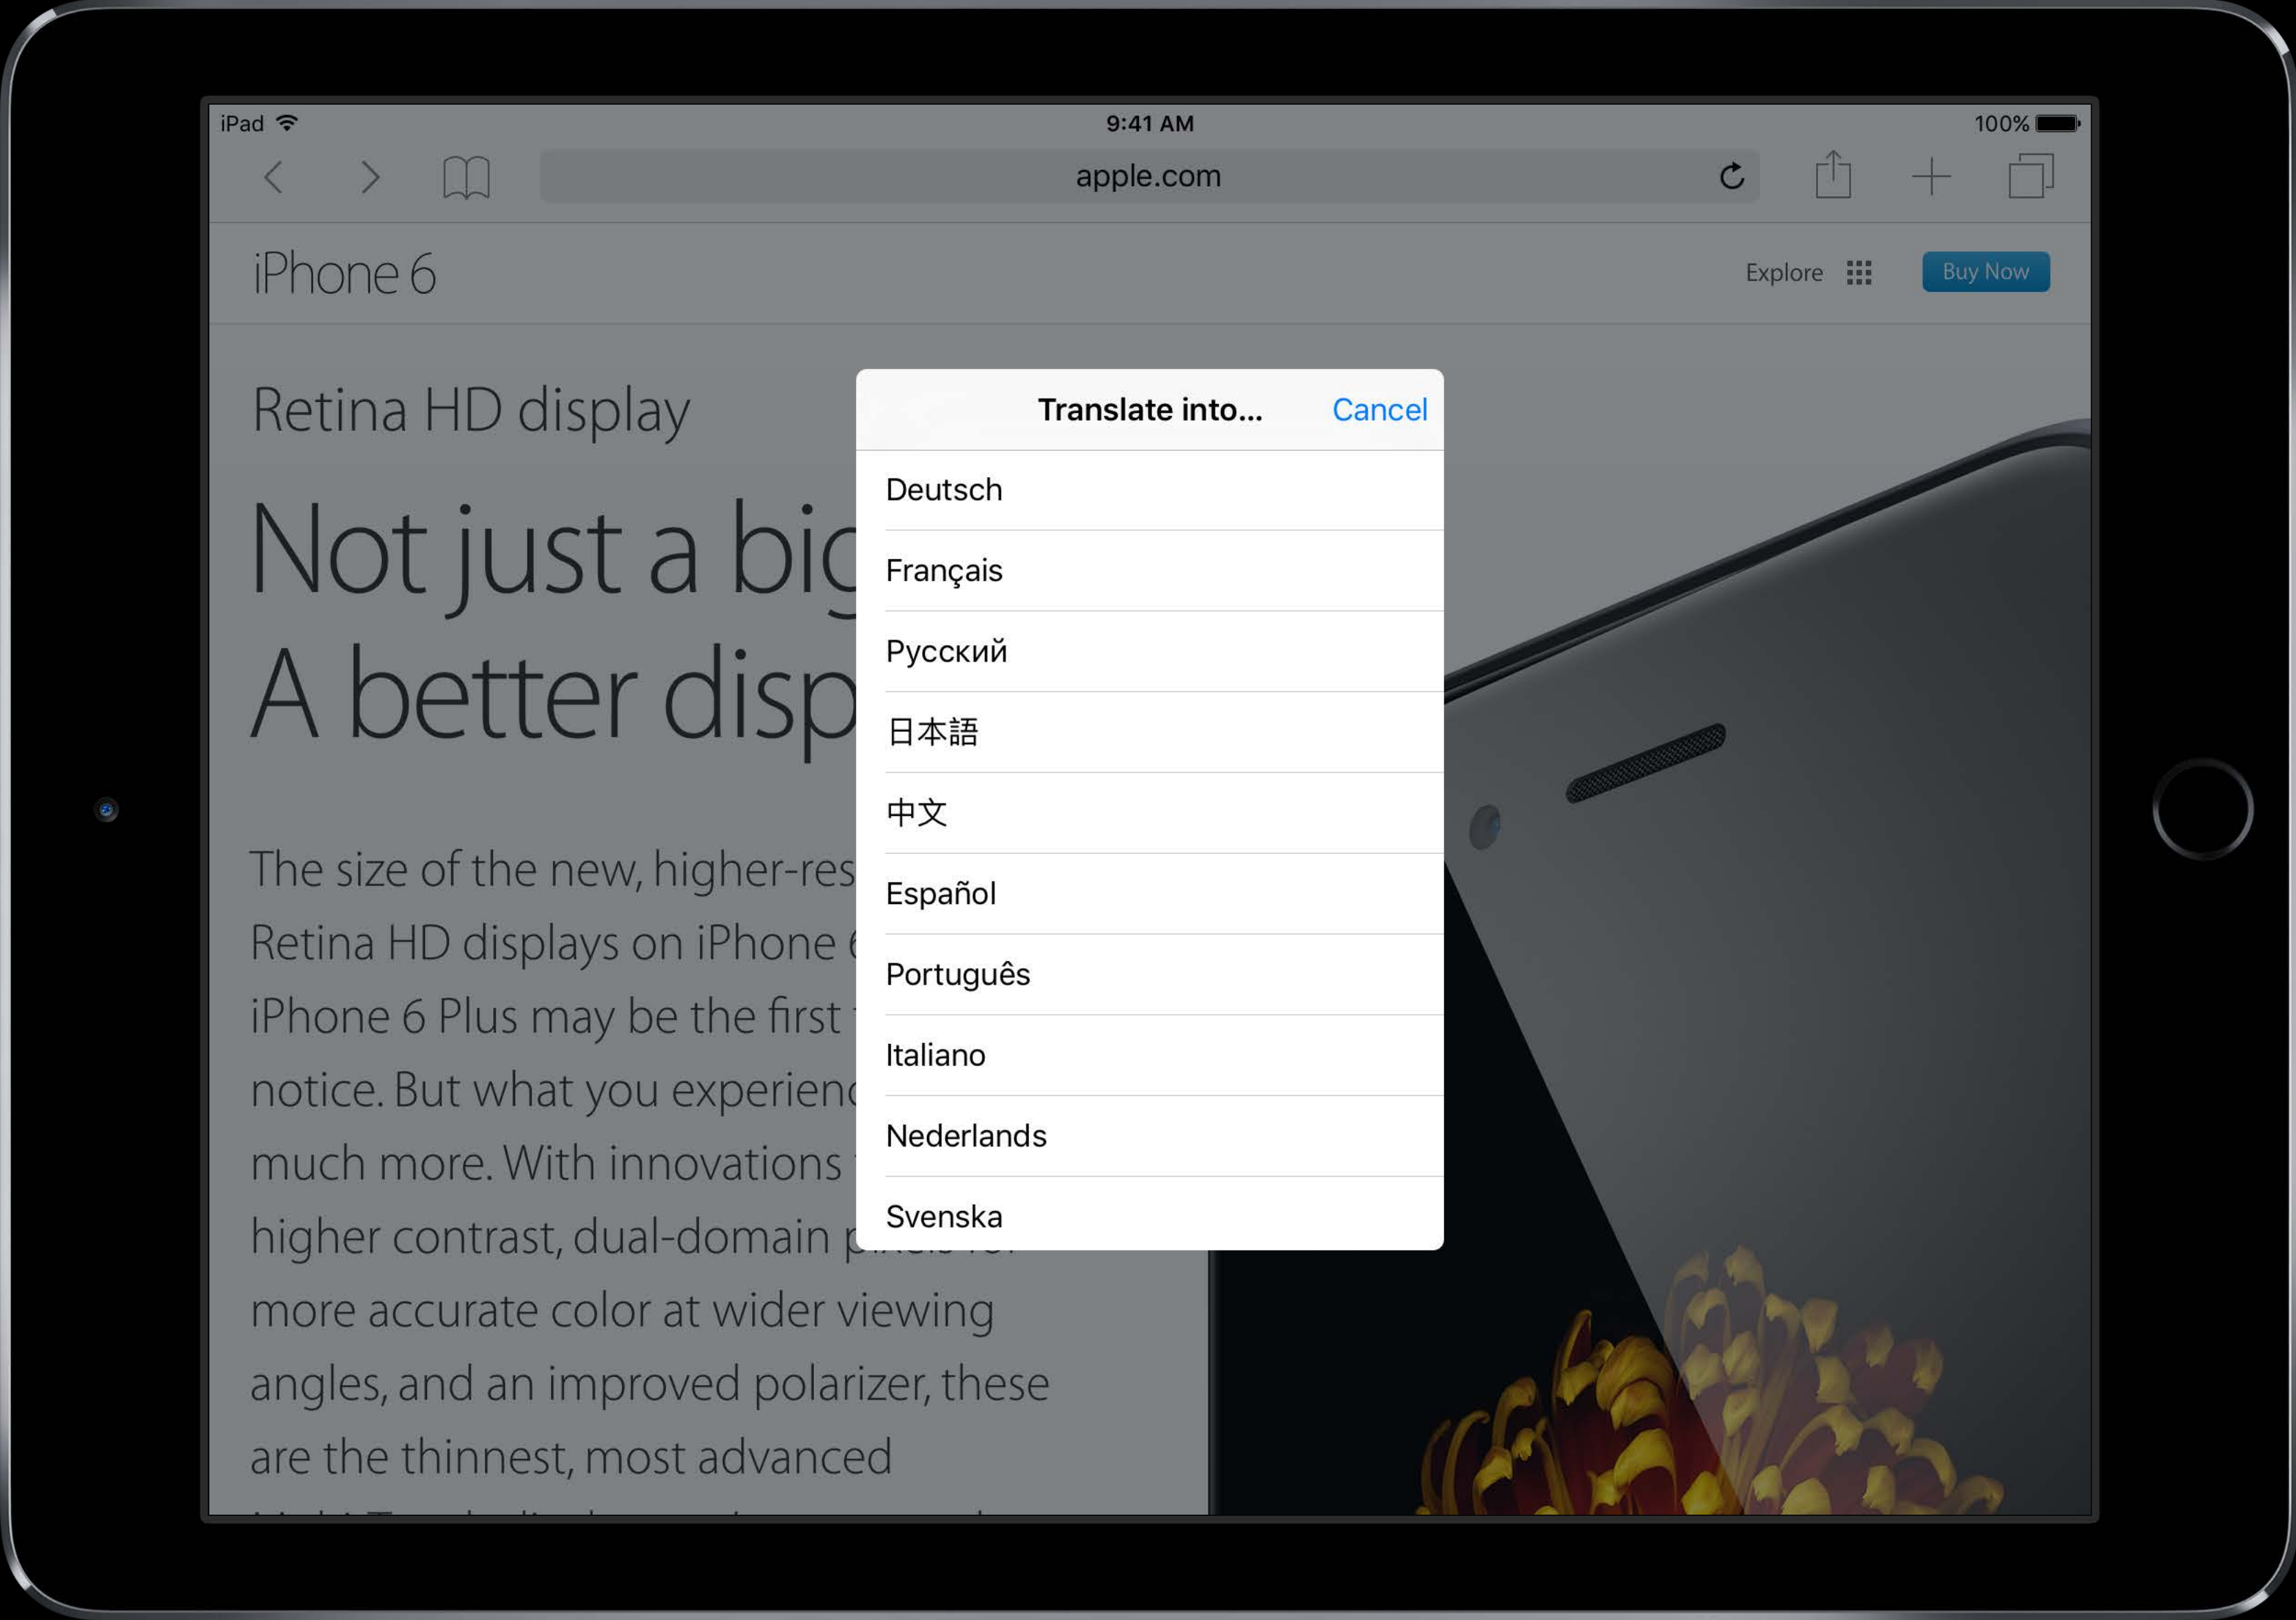 iPad
9:41 AM
100%
apple.com
iPhone 6
Explore
Buy Now
Retina HD display
Not just a big
A better disp
The size of the new, higher-res
Retina HD displays on iPhone 6
iPhone 6 Plus may be the first
notice. But what you experienc
much more. With innovations
higher contrast, dual-domain
more accurate color at wider viewing
angles, and an improved polarizer, these
are the thinnest, most advanced
Translate into...
Cancel
Deutsch
Français
Русский
日本語
中文
Español
Português
Italiano
Nederlands
Svenska